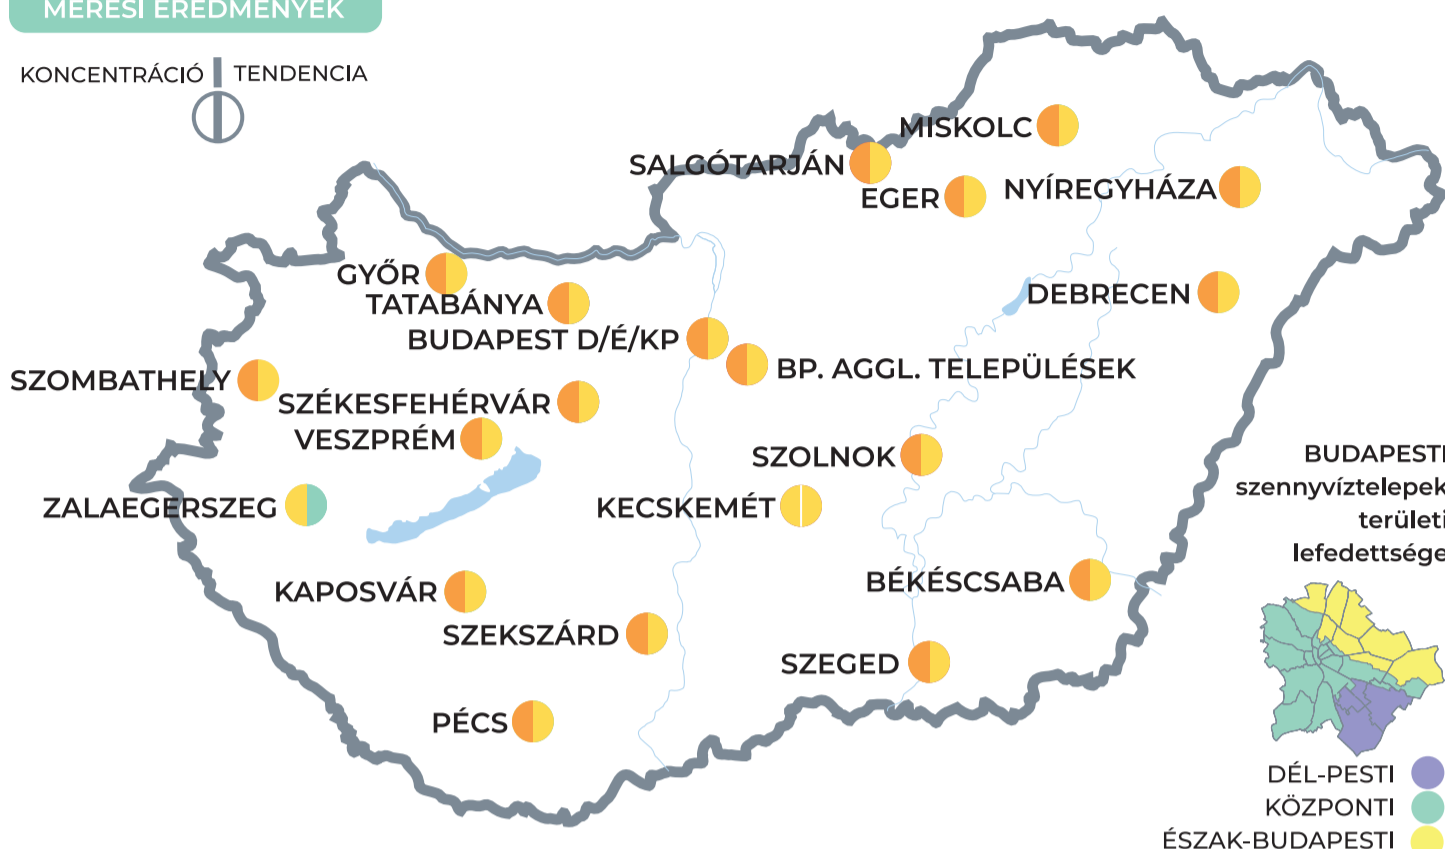 MÉRÉSI EREDMÉNYEK
KONCENTRÁCIÓ TENDENCIA
MISKOLC
SALGÓTARJÁN
EGER
NYÍREGYHÁZA
GYŐR
TATABÁNYA
DEBRECEN
BUDAPEST D/É/KP
BP. AGGL. TELEPÜLÉSEK
SZOMBATHELY
SZÉKESFEHÉRVÁR
VESZPRÉM
SZOLNOK
ZALAEGERSZEG
KECSKEMÉT
BUDAPESTI
szennyvíztelepek
területi
lefedettsége
BÉKÉSCSABA
KAPOSVÁR
SZEKSZÁRD
SZEGED
PÉCS
DÉL-PESTI
KÖZPONTI
ÉSZAK-BUDAPESTI